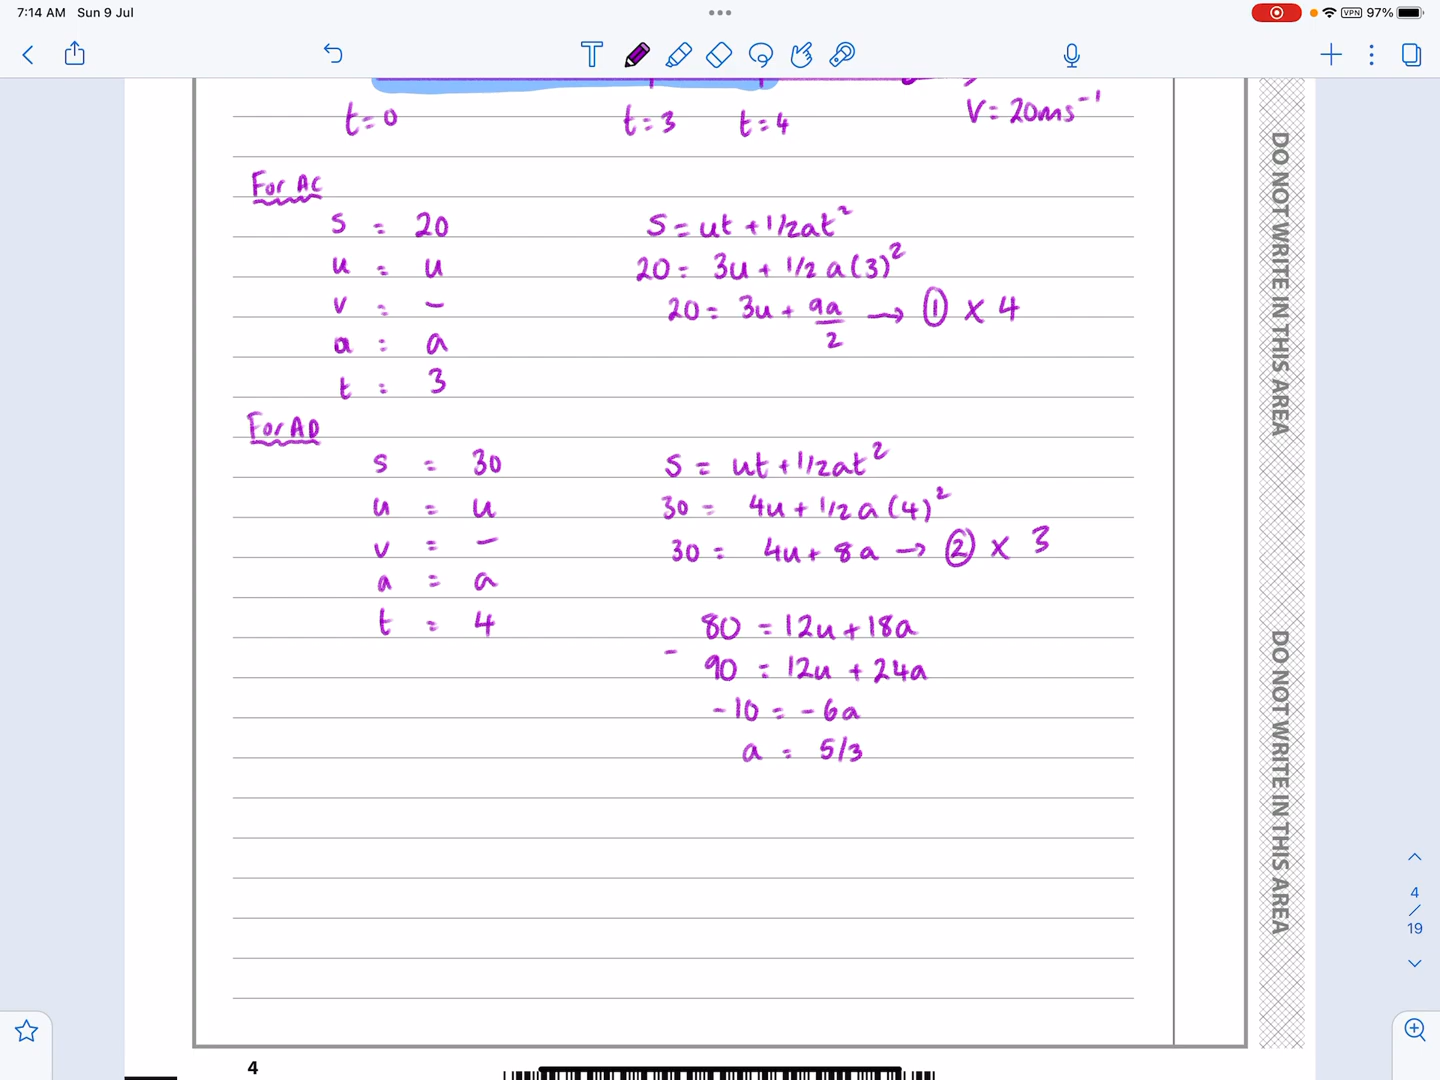 7:14 AM Sun 9 Jul
VPN 97%
t=0 t=3 t=4 V=20ms⁻¹
For AC
s = 20 S = ut + 1/2at²
u = u 20 = 3u + 1/2 a(3)²
v = – 20 = 3u + 9a/2 → ① × 4
a = a
t = 3
For AD
s = 30 S = ut + 1/2at²
u = u 30 = 4u + 1/2 a(4)²
v = – 30 = 4u + 8a → ② × 3
a = a
t = 4 80 = 12u + 18a
- 90 = 12u + 24a
-10 = -6a
a = 5/3
DO NOT WRITE IN THIS AREA
DO NOT WRITE IN THIS AREA
4
/
19
4